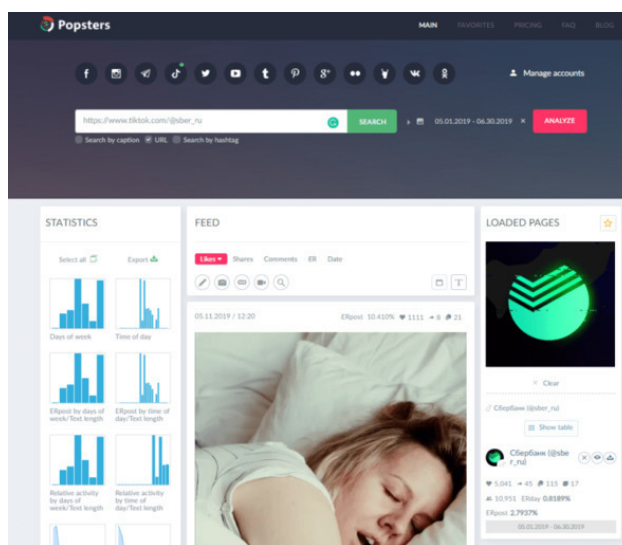 Popsters
MAIN FAVORITES PRICING FAQ BLOG
Manage accounts
https://www.tiktok.com/@sber_ru SEARCH 05.01.2019 - 06.30.2019 × ANALYZE
Search by caption URL Search by hashtag
STATISTICS
Select all Export
Days of week Time of day
ERpost by days of week/Text length
ERpost by time of day/Text length
Relative activity by days of week/Text length
Relative activity by time of day/Text length
FEED
Likes Shares Comments ER Date
05.11.2019 / 12:20 ERpost 10.410% 1111 8 21
LOADED PAGES
× Clear
Сбербанк (@sber_ru)
Show table
Сбербанк (@sbe
r_ru)
5,041 45 115 17
10,951 ERday 0.8189%
ERpost 2.7937%
05.01.2019 - 06.30.2019